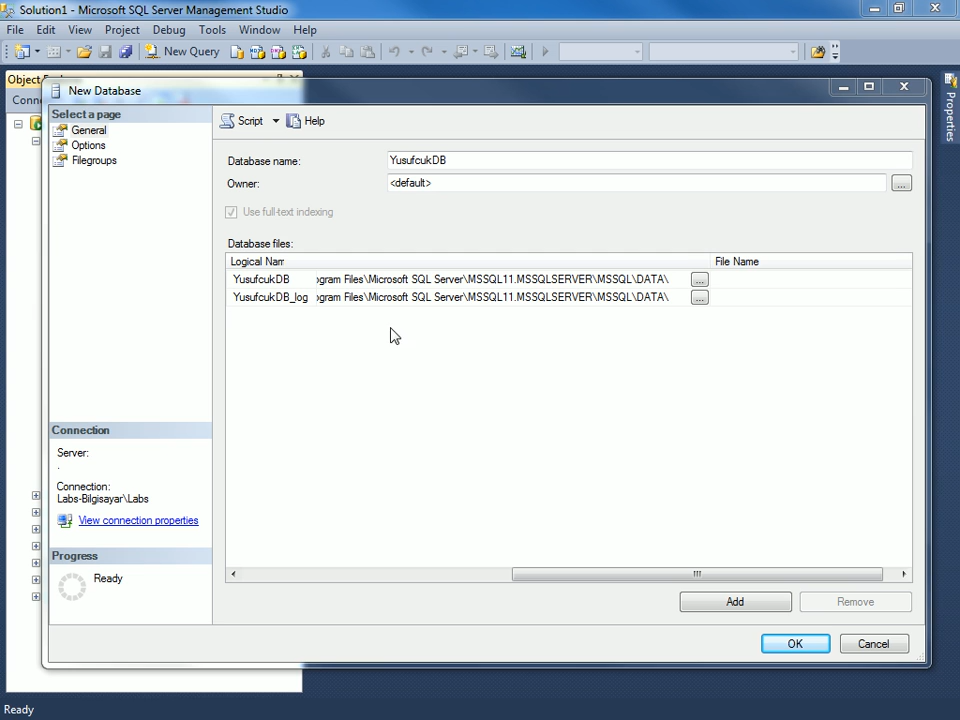 Solution1 - Microsoft SQL Server Management Studio
File Edit View Project Debug Tools Window Help
New Query
Object
Conn
New Database
Properties
Select a page
General
Options
Filegroups
Script Help
Database name: YusufcukDB
Owner: <default>
...
Use full-text indexing
Database files:
Logical Nam File Name
YusufcukDB ogram Files\Microsoft SQL Server\MSSQL11.MSSQLSERVER\MSSQL\DATA\ ...
YusufcukDB_log ogram Files\Microsoft SQL Server\MSSQL11.MSSQLSERVER\MSSQL\DATA\ ...
Connection
Server:
.
Connection:
Labs-Bilgisayar\Labs
View connection properties
Progress
Ready
Add Remove
OK Cancel
Ready